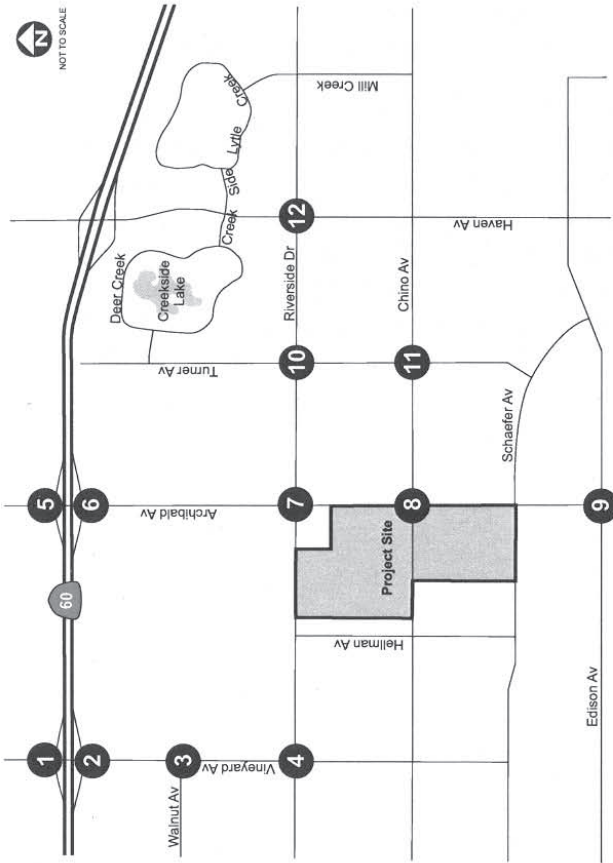 N
NOT TO SCALE
60
1
2
5
6
Deer Creek
Creekside
Lake
Creek Side
Lytle Creek
Mill Creek
Walnut Av
3
Vineyard Av
Archibald Av
Turner Av
4
7
10
Riverside Dr
12
Hellman Av
Project Site
8
11
Chino Av
Haven Av
Schaefer Av
Edison Av
9